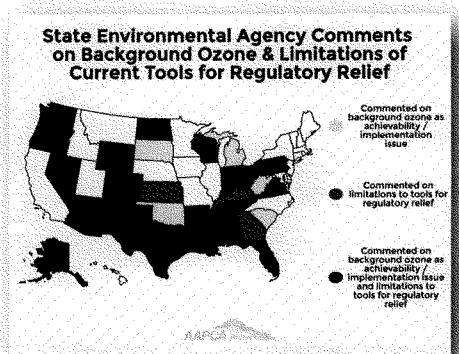 State Environmental Agency Comments
on Background Ozone & Limitations of
Current Tools for Regulatory Relief
Commented on
background ozone as
achievability /
implementation
issue
Commented on
limitations to tools for
regulatory relief
Commented on
background ozone as
achievability /
implementation issue
and limitations to
tools for regulatory
relief
AAPCA